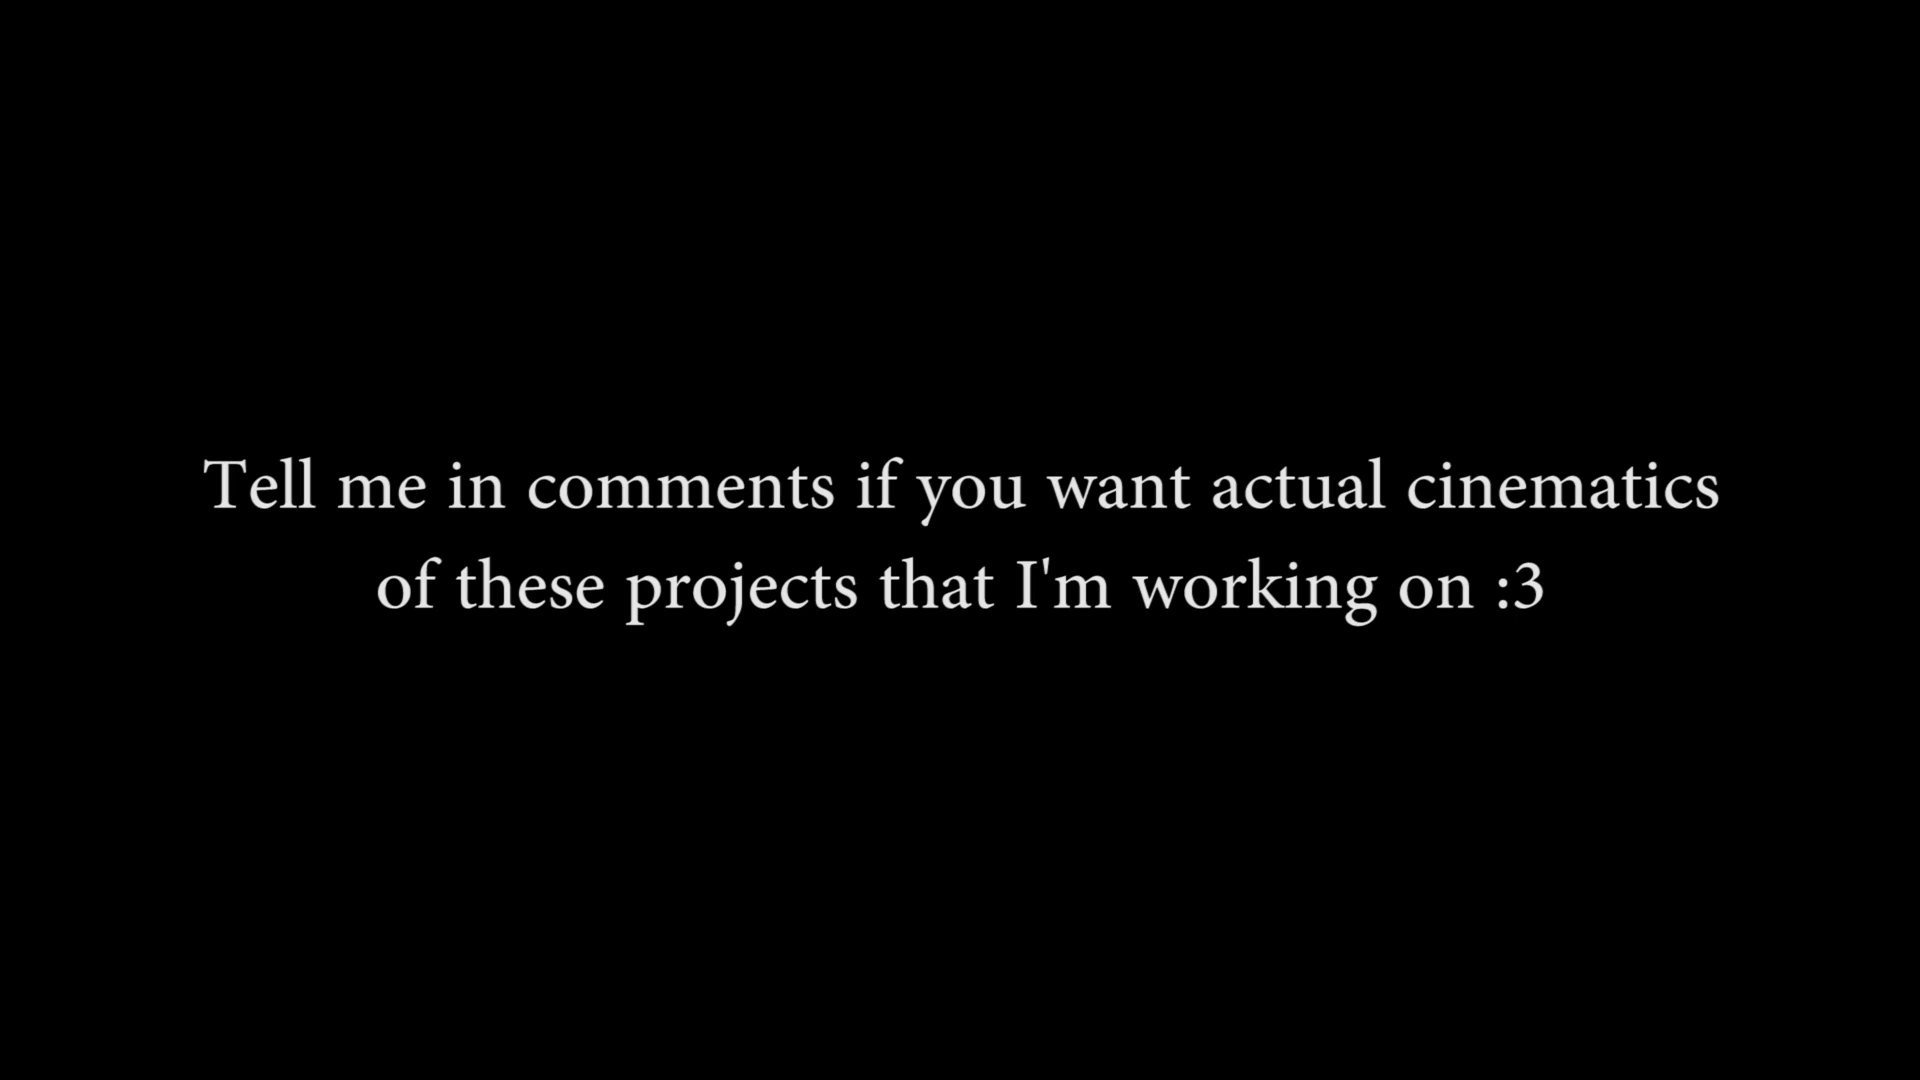 Tell me in comments if you want actual cinematics
of these projects that I'm working on :3